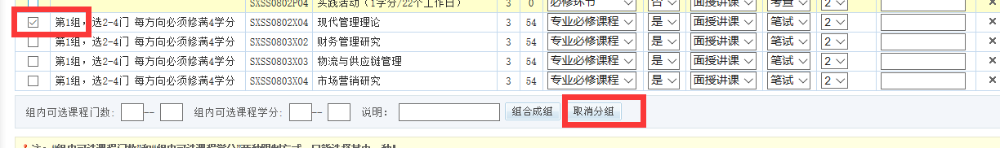 SXSS0802P04 实践活动（1学分/22个工作日） 3 0 必修环节 否 面授讲课 考查 2
第1组，选2-4门 每方向必须修满4学分 SXSS0802X04 现代管理理论 3 54 专业必修课程 是 面授讲课 笔试 2
第1组，选2-4门 每方向必须修满4学分 SXSS0803X02 财务管理研究 3 54 专业必修课程 是 面授讲课 笔试 2
第1组，选2-4门 每方向必须修满4学分 SXSS0803X03 物流与供应链管理 3 54 专业必修课程 是 面授讲课 笔试 2
第1组，选2-4门 每方向必须修满4学分 SXSS0803X04 市场营销研究 3 54 专业必修课程 是 面授讲课 笔试 2
组内可选课程门数: -- 组内可选课程学分: -- 说明: 组合成组 取消分组
注："组内可选课程门数"和"组内可选课程学分"两种限制方式，只能选择其中一种！